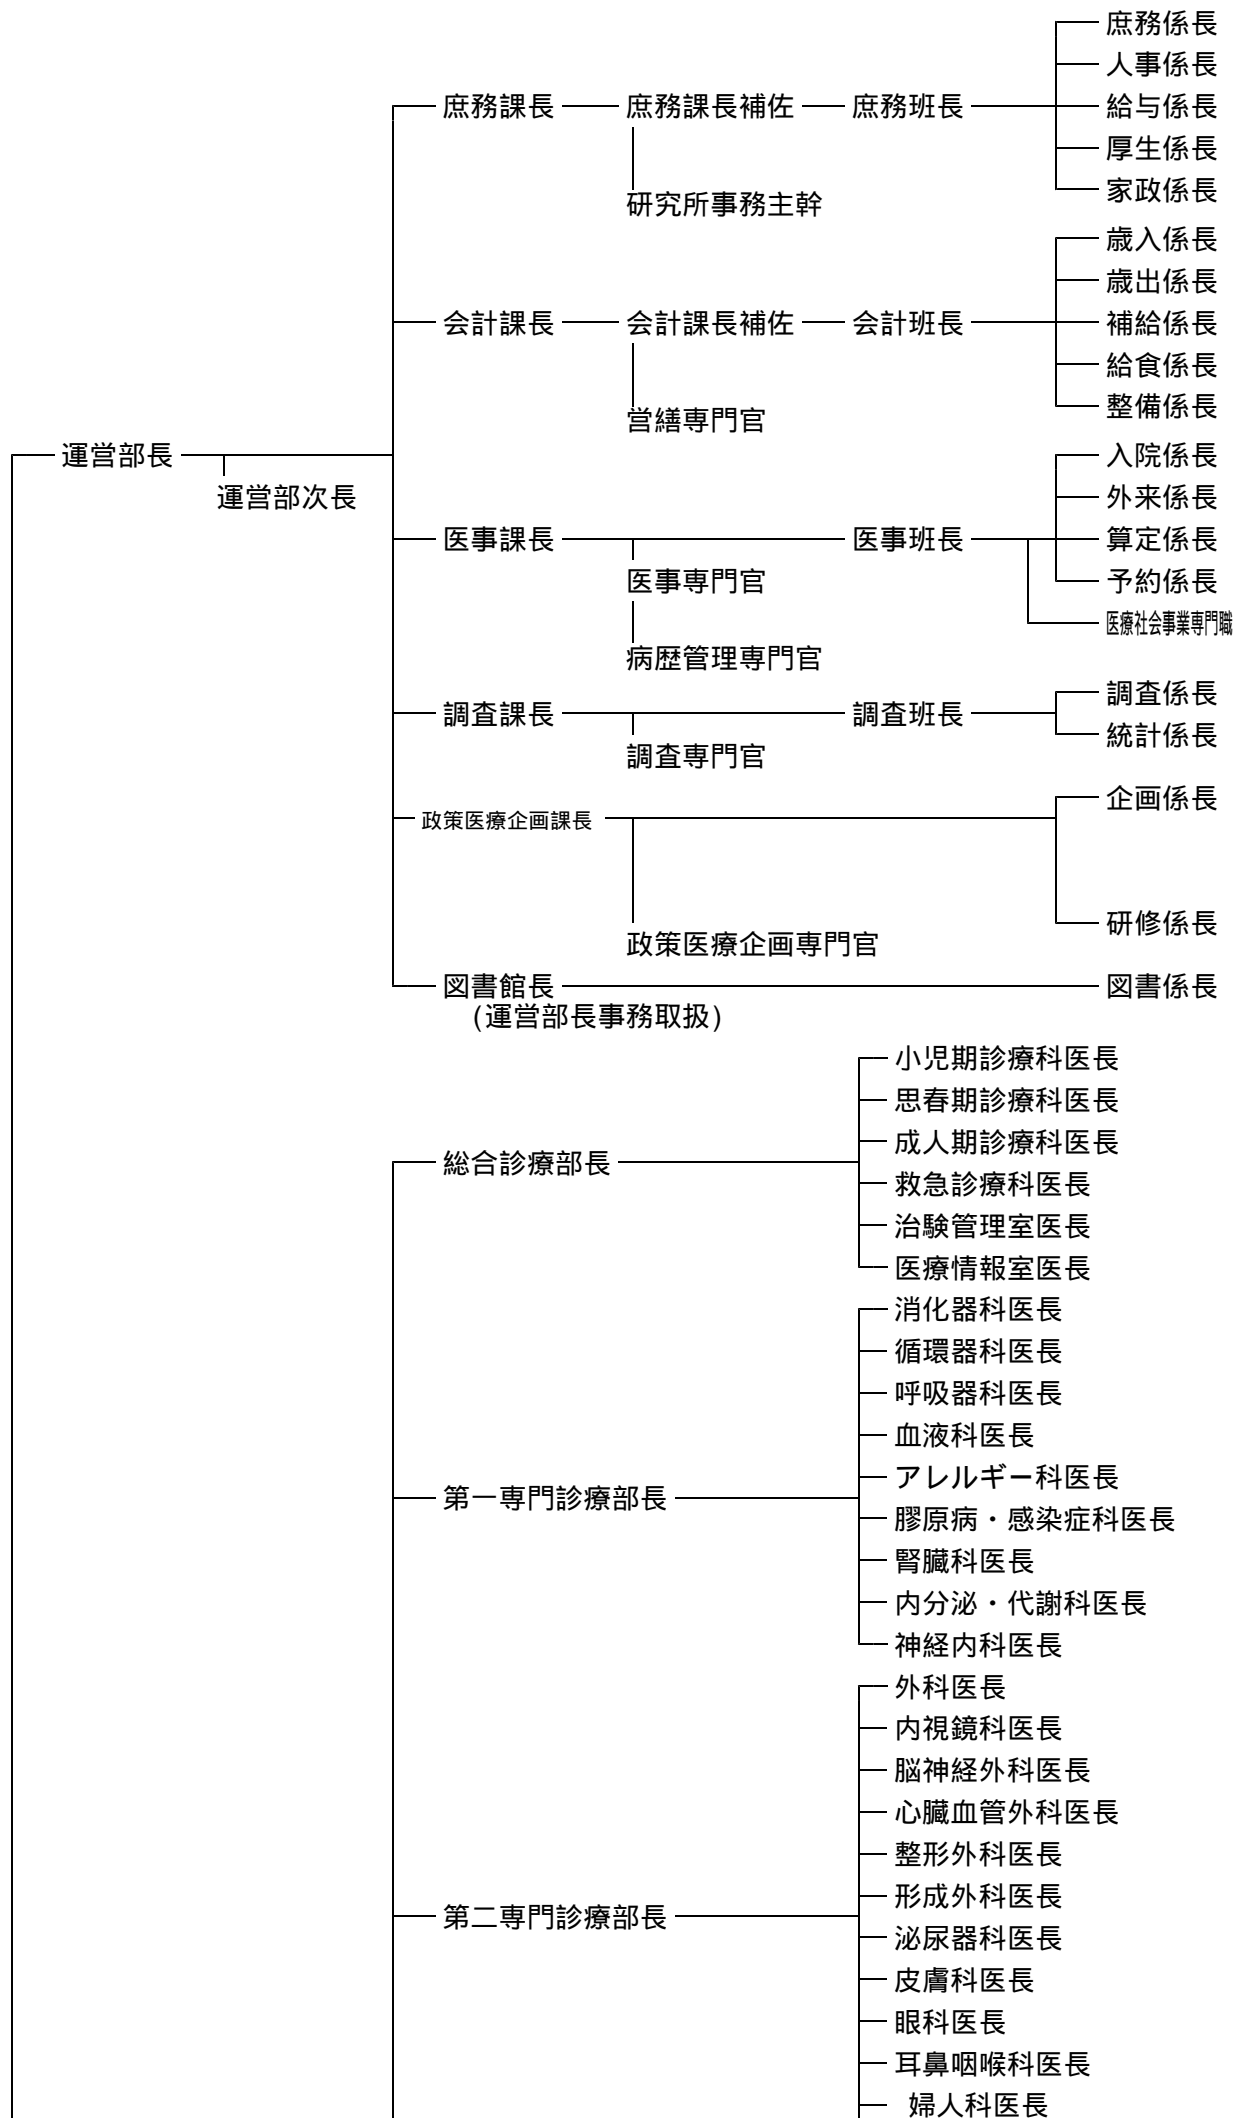 庶務係長
人事係長
庶務課長 庶務課長補佐 庶務班長 給与係長
厚生係長
家政係長
研究所事務主幹
歳入係長
歳出係長
会計課長 会計課長補佐 会計班長 補給係長
給食係長
整備係長
営繕専門官
運営部長 入院係長
運営部次長 外来係長
医事課長 医事班長 算定係長
医事専門官 予約係長
医療社会事業専門職
病歴管理専門官
調査係長
調査課長 調査班長
統計係長
調査専門官
企画係長
政策医療企画課長
研修係長
政策医療企画専門官
図書館長 図書係長
(運営部長事務取扱)
小児期診療科医長
思春期診療科医長
成人期診療科医長
総合診療部長
救急診療科医長
治験管理室医長
医療情報室医長
消化器科医長
循環器科医長
呼吸器科医長
血液科医長
アレルギー科医長
第一専門診療部長
膠原病・感染症科医長
腎臓科医長
内分泌・代謝科医長
神経内科医長
外科医長
内視鏡科医長
脳神経外科医長
心臓血管外科医長
整形外科医長
形成外科医長
第二専門診療部長
泌尿器科医長
皮膚科医長
眼科医長
耳鼻咽喉科医長
婦人科医長